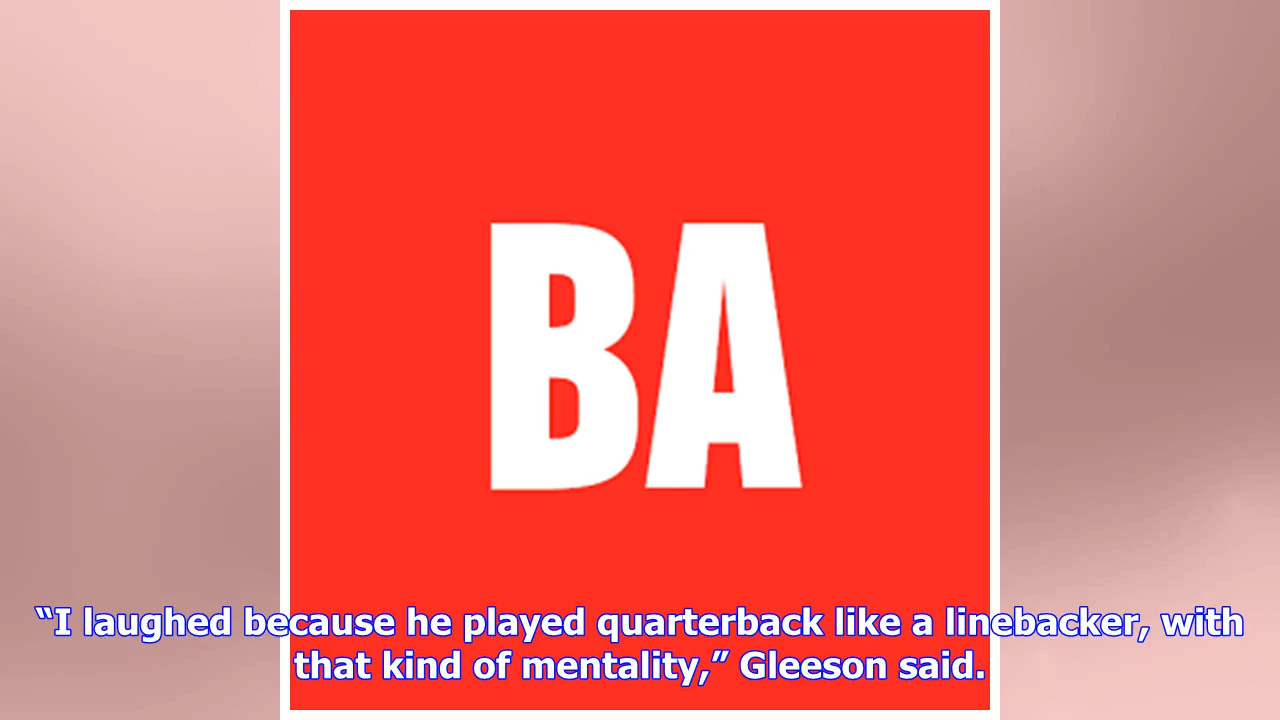 BA
“I laughed because he played quarterback like a linebacker, with
that kind of mentality,” Gleeson said.